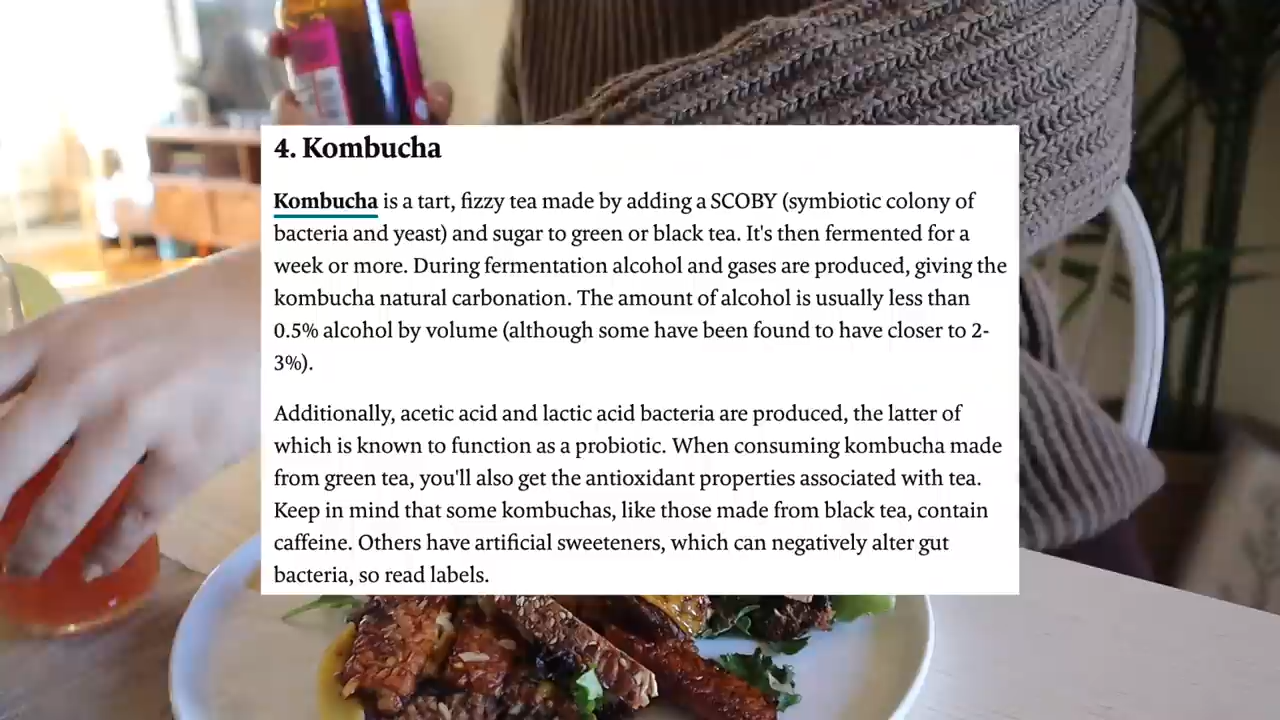 4. Kombucha
Kombucha is a tart, fizzy tea made by adding a SCOBY (symbiotic colony of
bacteria and yeast) and sugar to green or black tea. It's then fermented for a
week or more. During fermentation alcohol and gases are produced, giving the
kombucha natural carbonation. The amount of alcohol is usually less than
0.5% alcohol by volume (although some have been found to have closer to 2-
3%).
Additionally, acetic acid and lactic acid bacteria are produced, the latter of
which is known to function as a probiotic. When consuming kombucha made
from green tea, you'll also get the antioxidant properties associated with tea.
Keep in mind that some kombuchas, like those made from black tea, contain
caffeine. Others have artificial sweeteners, which can negatively alter gut
bacteria, so read labels.